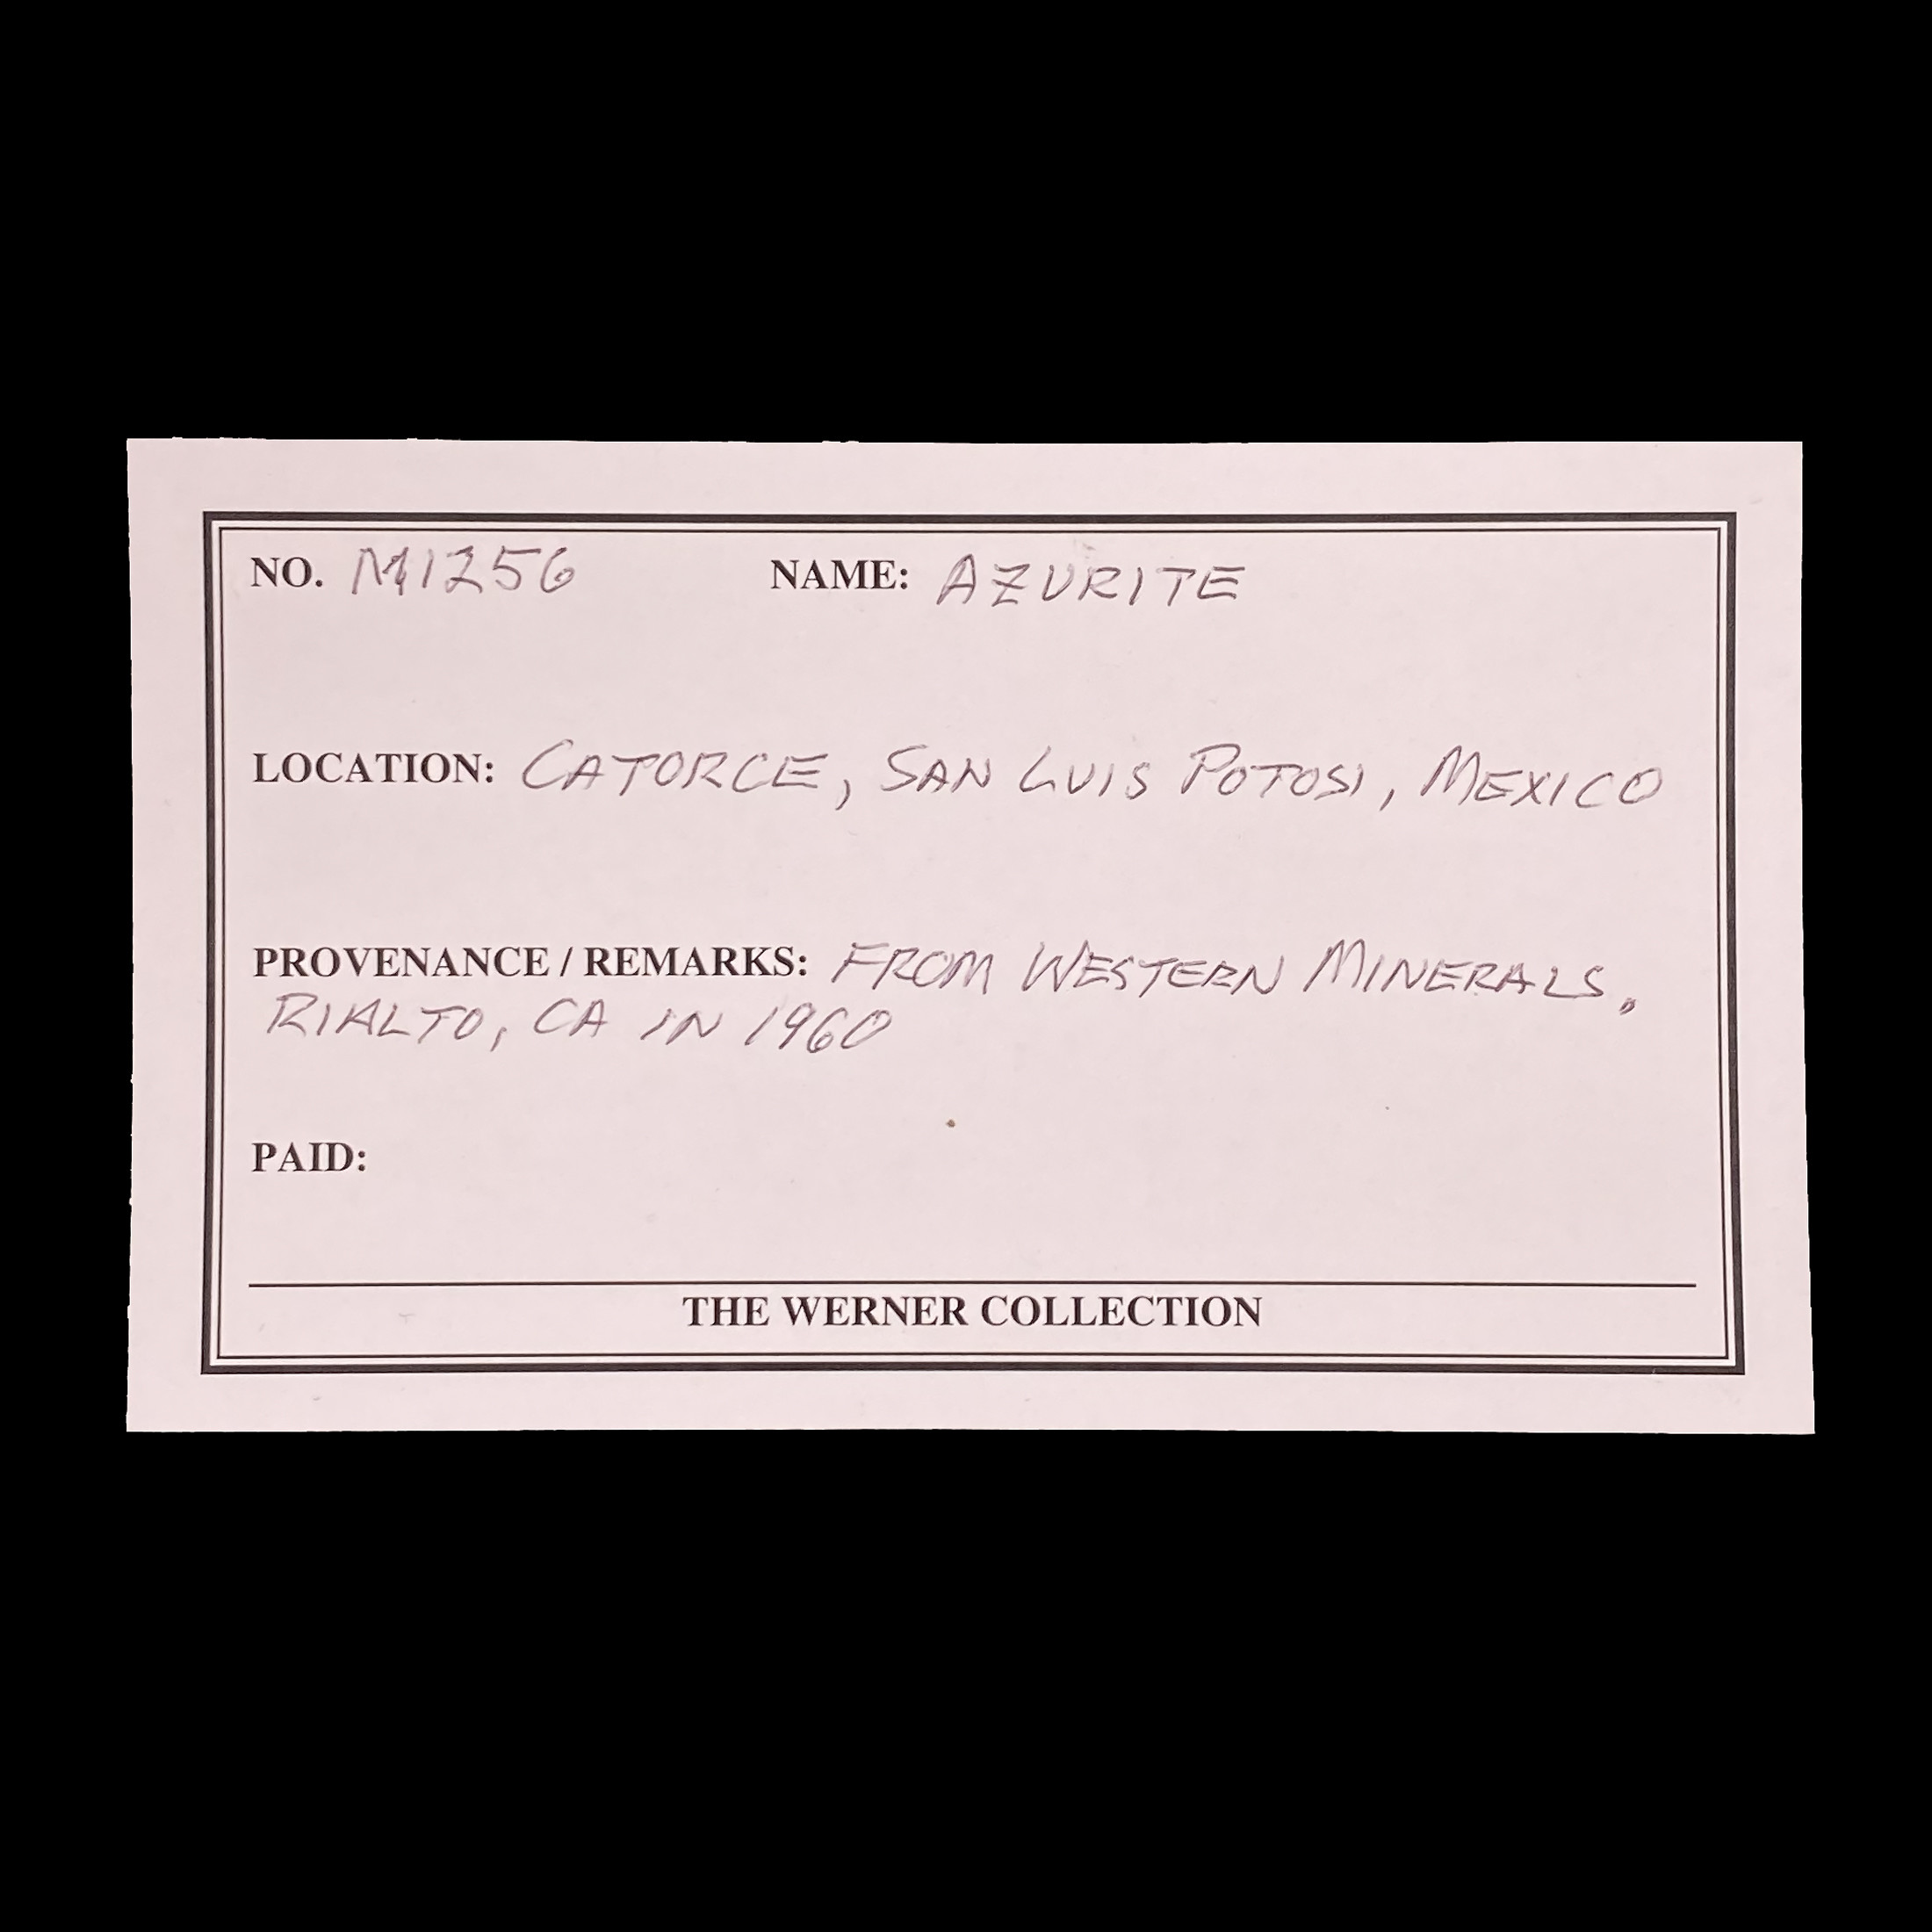 NO. M1256 NAME: AZURITE
LOCATION: CATORCE, SAN LUIS POTOSI, MEXICO
PROVENANCE / REMARKS: FROM WESTERN MINERALS,
RIALTO, CA IN 1960
PAID:
THE WERNER COLLECTION